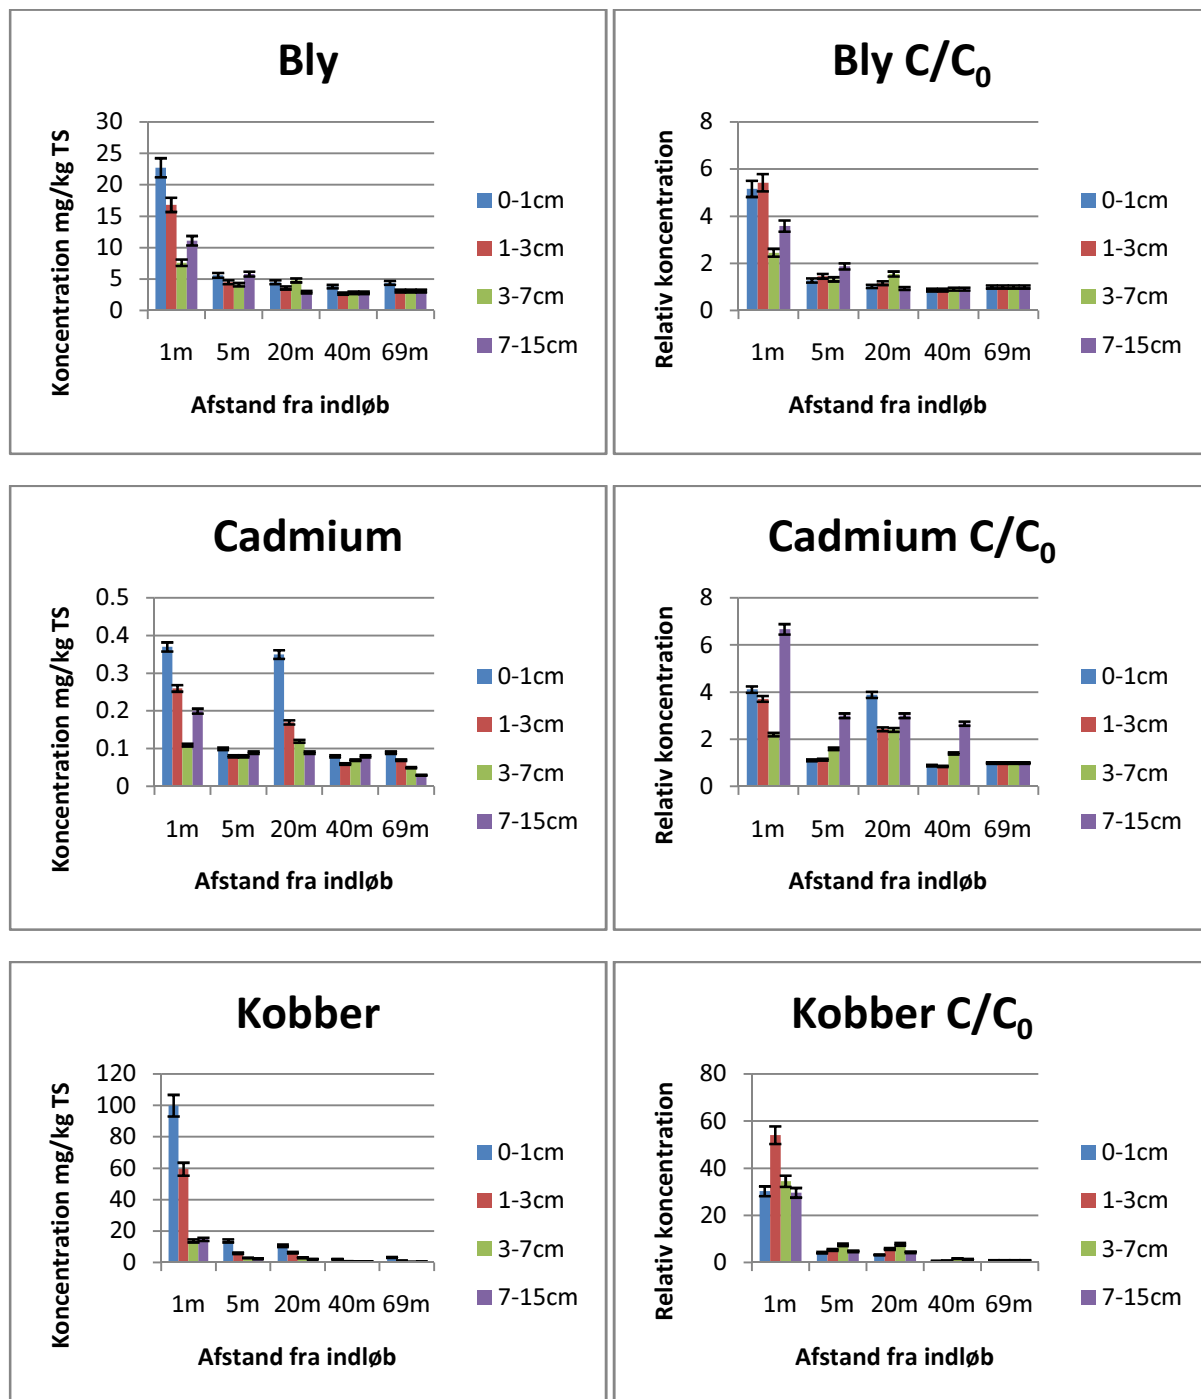 Bly
Koncentration mg/kg TS
30
25
20
15
10
5
0
1m 5m 20m 40m 69m
Afstand fra indløb
0-1cm
1-3cm
3-7cm
7-15cm
Bly C/C₀
Relativ koncentration
8
6
4
2
0
1m 5m 20m 40m 69m
Afstand fra indløb
0-1cm
1-3cm
3-7cm
7-15cm
Cadmium
Koncentration mg/kg TS
0.5
0.4
0.3
0.2
0.1
0
1m 5m 20m 40m 69m
Afstand fra indløb
0-1cm
1-3cm
3-7cm
7-15cm
Cadmium C/C₀
Relativ koncentration
8
6
4
2
0
1m 5m 20m 40m 69m
Afstand fra indløb
0-1cm
1-3cm
3-7cm
7-15cm
Kobber
Koncentration mg/kg TS
120
100
80
60
40
20
0
1m 5m 20m 40m 69m
Afstand fra indløb
0-1cm
1-3cm
3-7cm
7-15cm
Kobber C/C₀
Relativ koncentration
80
60
40
20
0
1m 5m 20m 40m 69m
Afstand fra indløb
0-1cm
1-3cm
3-7cm
7-15cm